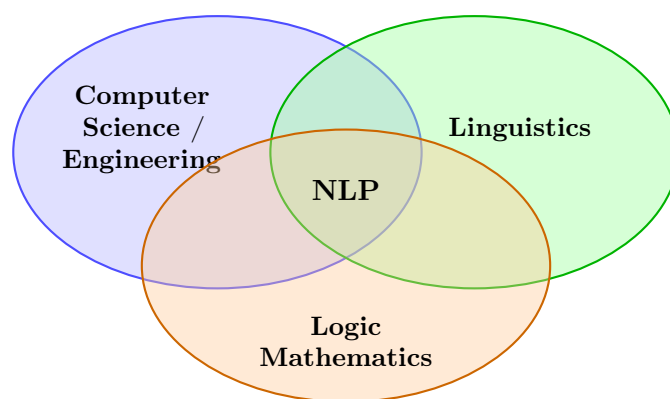 Computer
Science /
Engineering
Linguistics
NLP
Logic
Mathematics